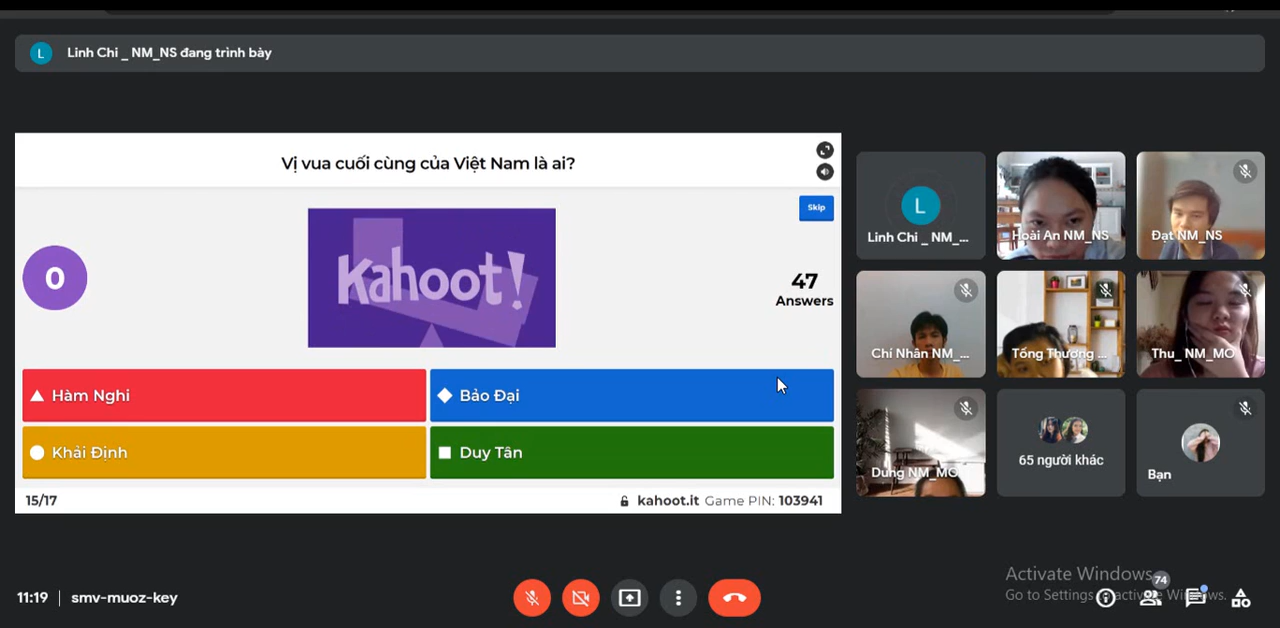 L Linh Chi _ NM_NS đang trình bày
Vị vua cuối cùng của Việt Nam là ai?
Skip
0
Kahoot!
47
Answers
Hàm Nghi
Bảo Đại
Khải Định
Duy Tân
15/17
kahoot.it Game PIN: 103941
L
Linh Chi _ NM_...
Hoài An NM_NS
Đạt NM_NS
Chí Nhân NM_...
Tống Thương ...
Thu_ NM_MO
Dung NM_MO
65 người khác
Bạn
Activate Windows
Go to Settings to activate Windows.
74
11:19 | smv-muoz-key